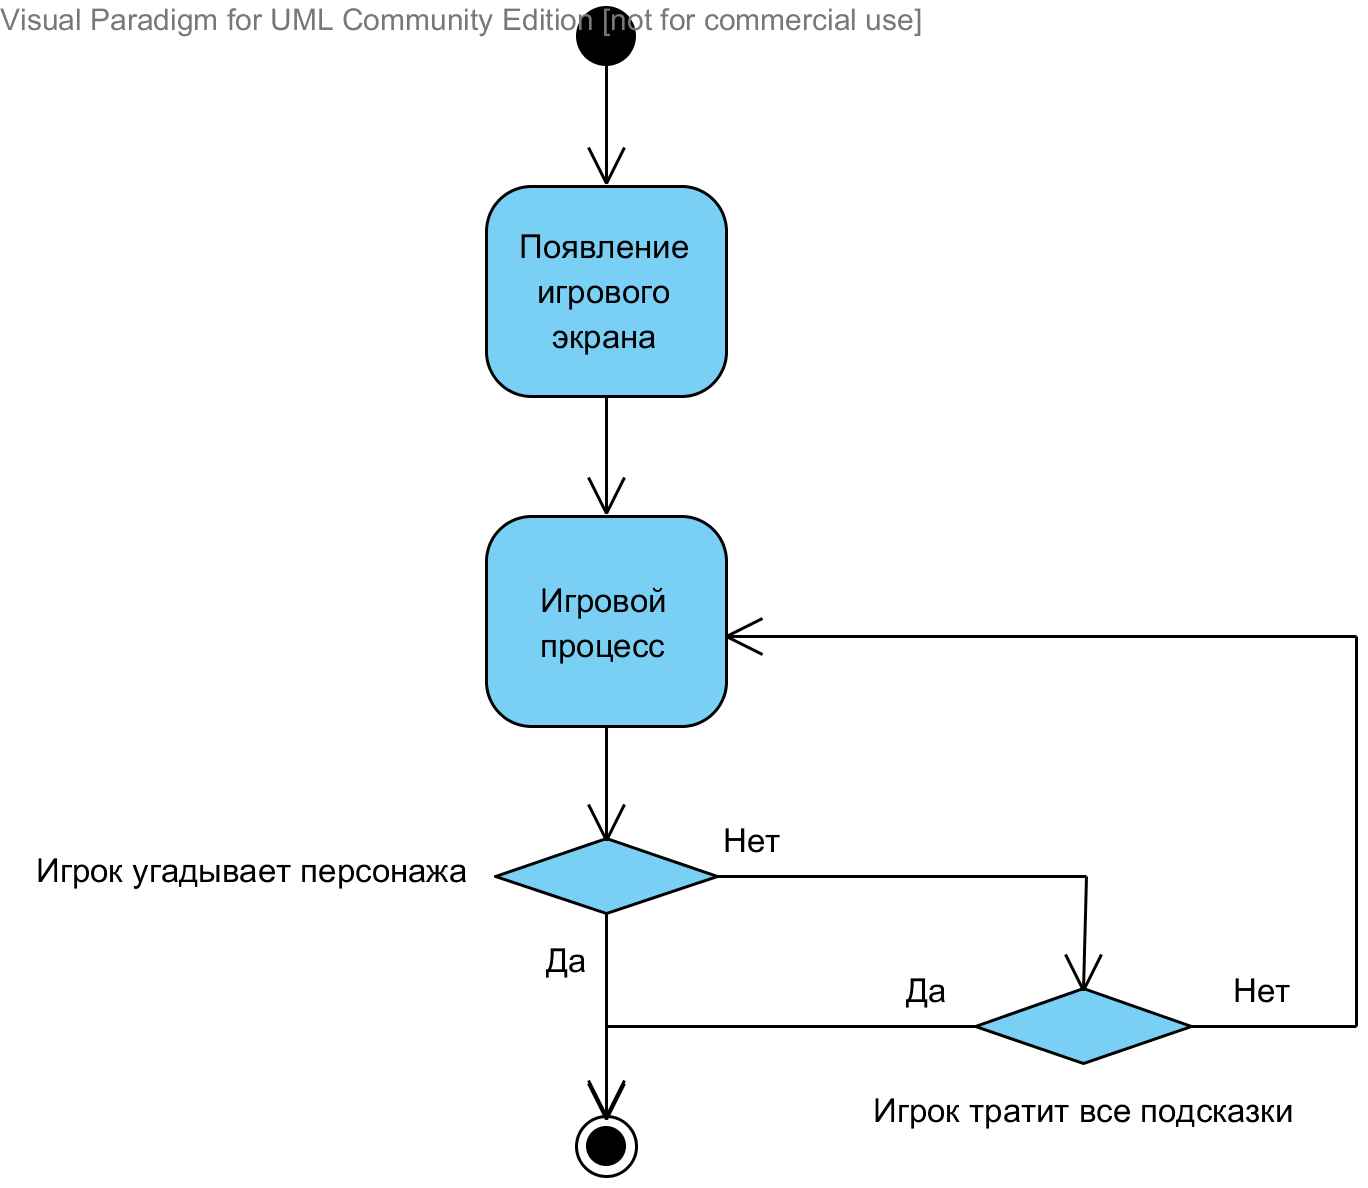 Visual Paradigm for UML Community Edition [not for commercial use]
Появление
игрового
экрана
Игровой
процесс
Нет
Игрок угадывает персонажа
Да
Да
Нет
Игрок тратит все подсказки